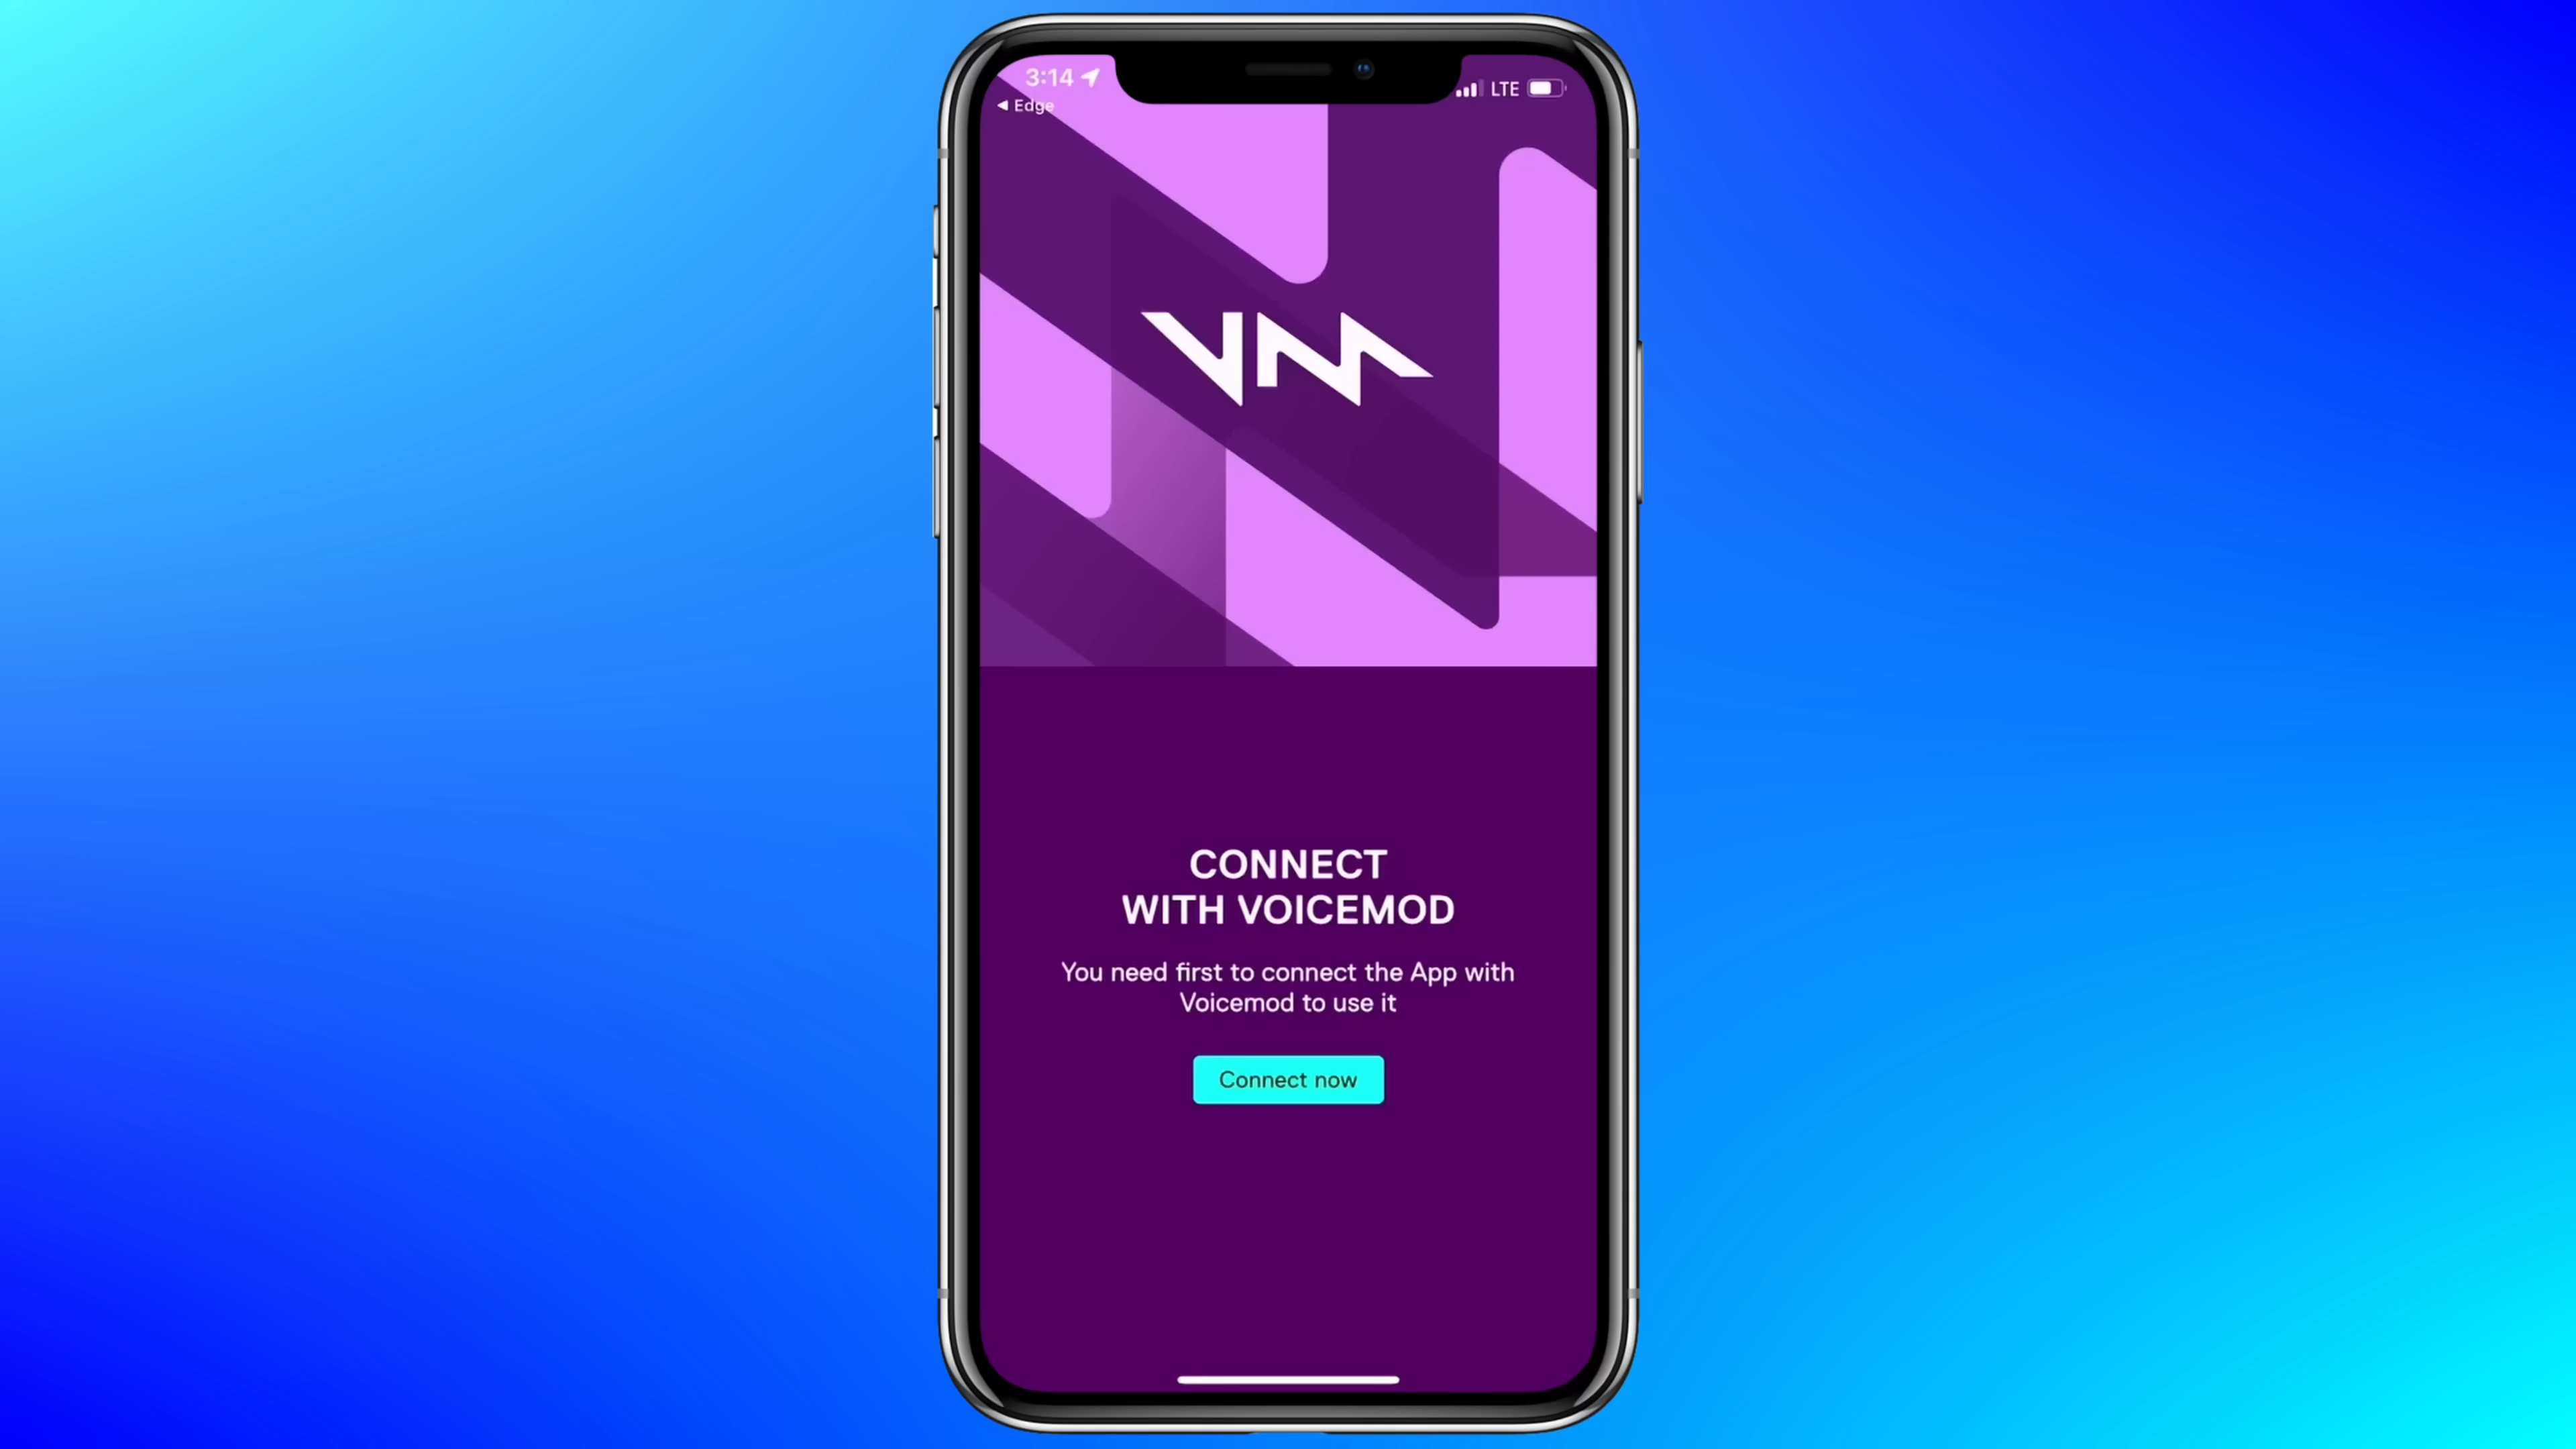 3:14
LTE
◀ Edge
VM
CONNECT
WITH VOICEMOD
You need first to connect the App with
Voicemod to use it
Connect now